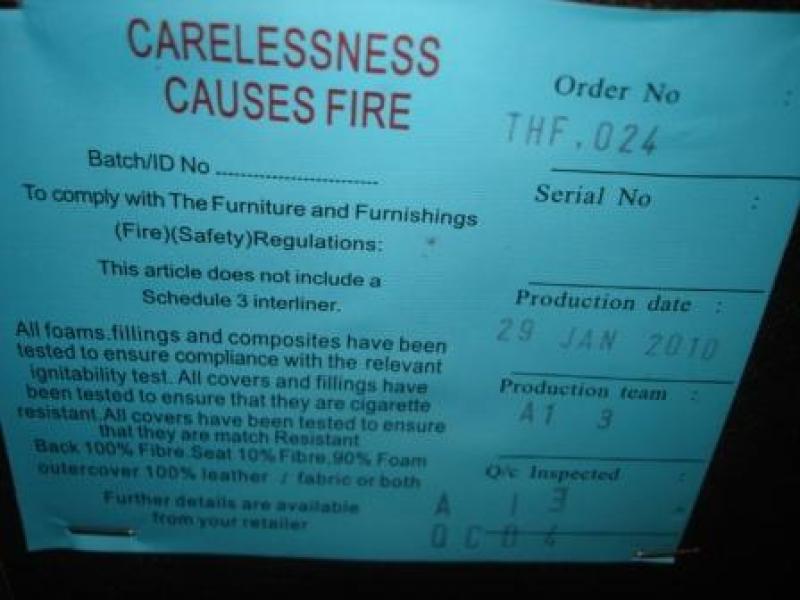 CARELESSNESS
CAUSES FIRE
Batch/ID No ..............................
To comply with The Furniture and Furnishings
(Fire)(Safety)Regulations:
This article does not include a
Schedule 3 interliner.
All foams.fillings and composites have been
tested to ensure compliance with the relevant
ignitability test. All covers and fillings have
been tested to ensure that they are cigarette
resistant.All covers have been tested to ensure
that they are match Resistant
Back 100% Fibre.Seat 10% Fibre,90% Foam
outercover 100% leather / fabric or both
Further details are available
from your retailer
Order No :
THF.024
Serial No :
Production date :
29 JAN 2010
Production team :
A1 3
Q/c Inspected :
A 1 3
QC04